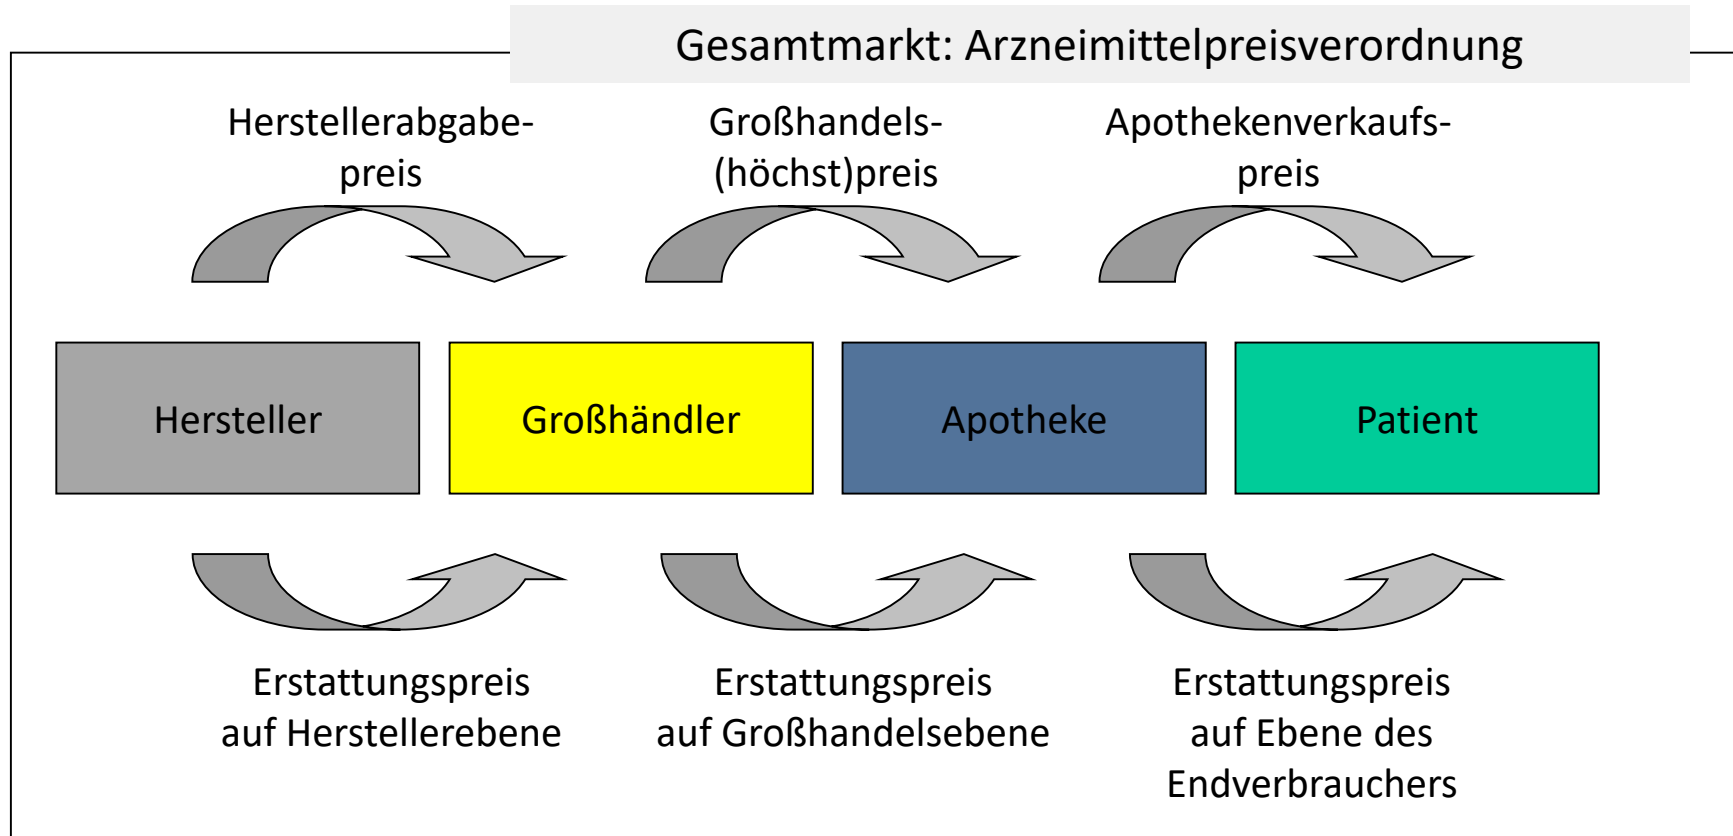 Gesamtmarkt: Arzneimittelpreisverordnung
Herstellerabgabe-
preis
Großhandels-
(höchst)preis
Apothekenverkaufs-
preis
Hersteller
Großhändler
Apotheke
Patient
Erstattungspreis
auf Herstellerebene
Erstattungspreis
auf Großhandelsebene
Erstattungspreis
auf Ebene des
Endverbrauchers